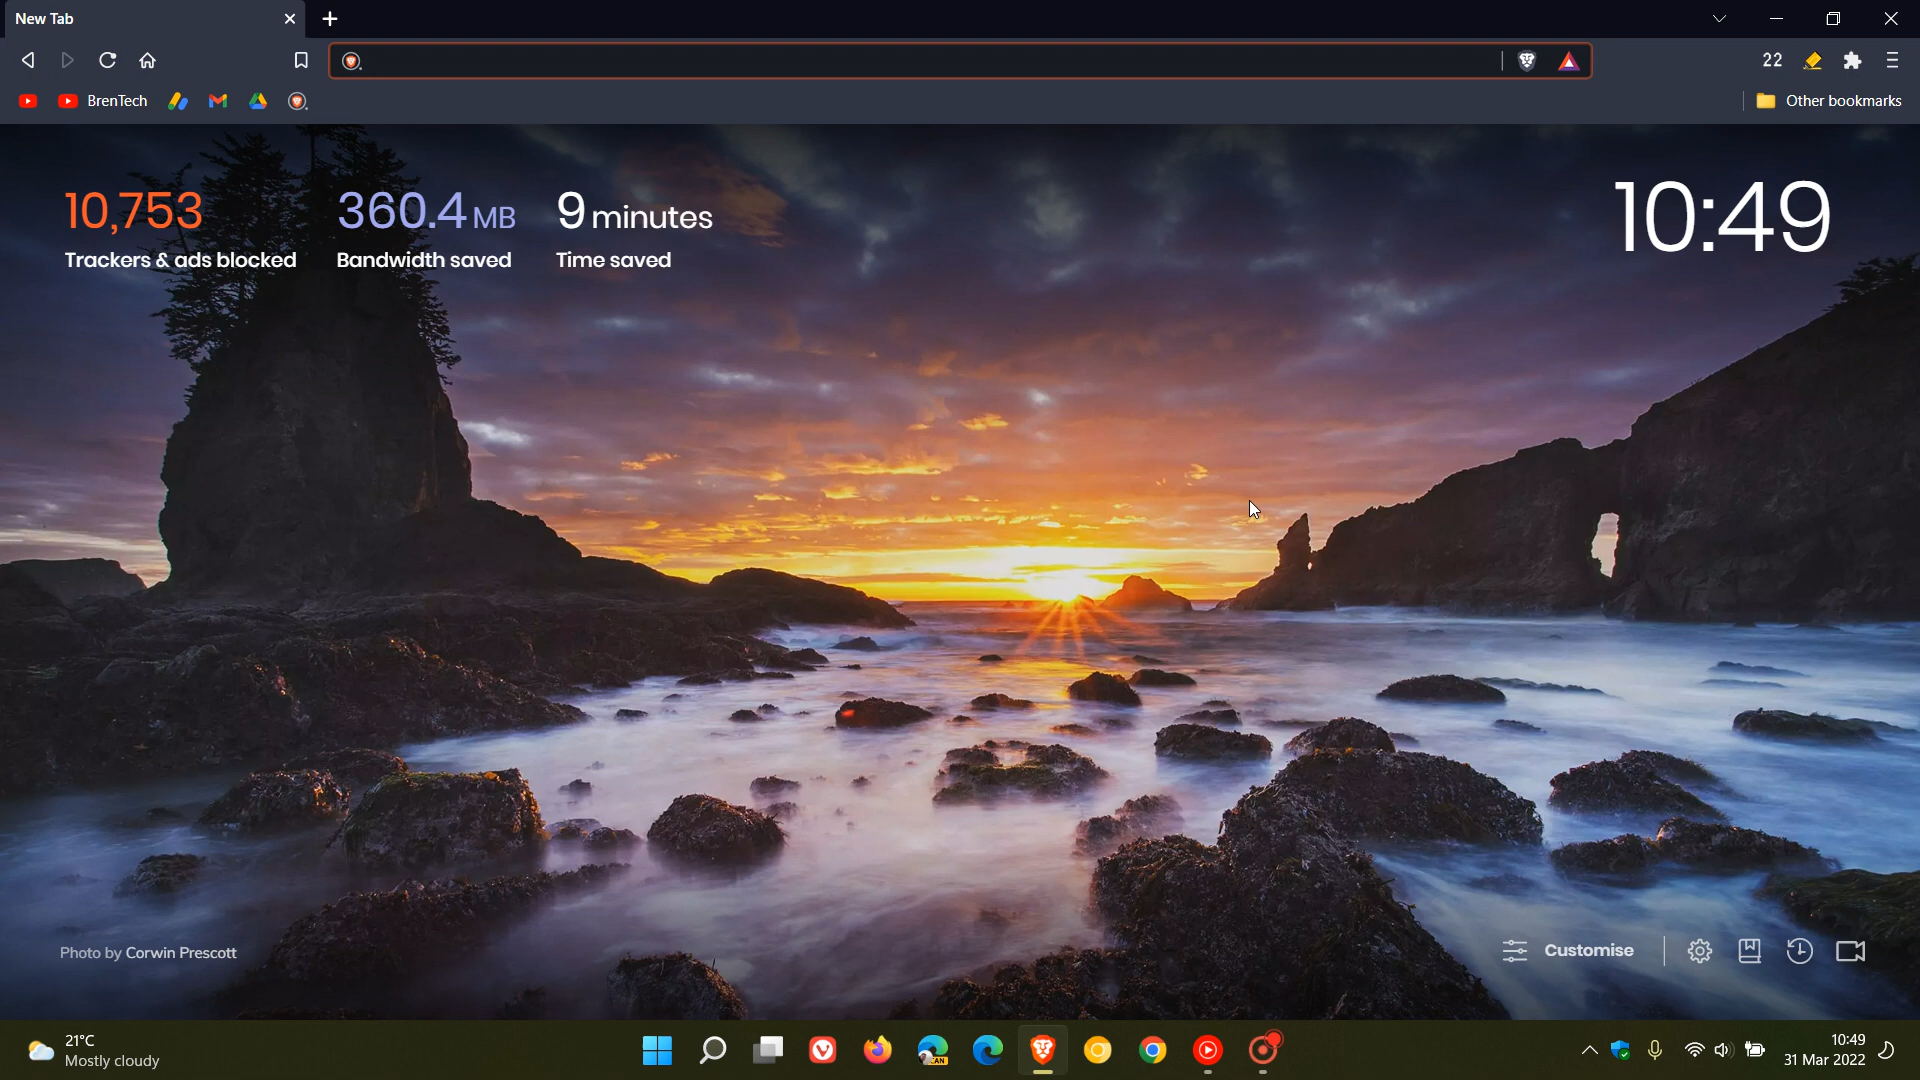 New Tab
22
BrenTech
Other bookmarks
10,753
Trackers & ads blocked
360.4 MB
Bandwidth saved
9 minutes
Time saved
10:49
Photo by Corwin Prescott
Customise
21°C
Mostly cloudy
CAN
10:49
31 Mar 2022